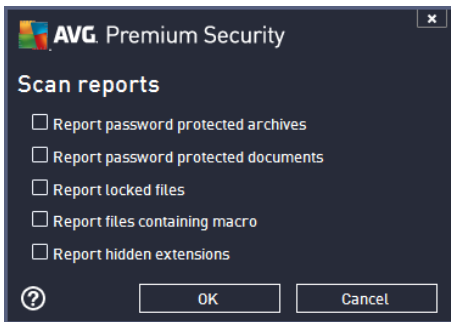 AVG. Premium Security
Scan reports
Report password protected archives
Report password protected documents
Report locked files
Report files containing macro
Report hidden extensions
? OK Cancel